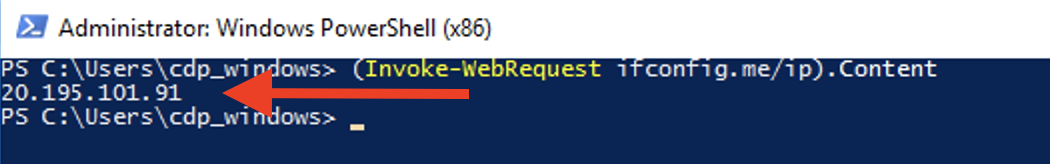 Administrator: Windows PowerShell (x86)
PS C:\Users\cdp_windows> (Invoke-WebRequest ifconfig.me/ip).Content
20.195.101.91
PS C:\Users\cdp_windows>